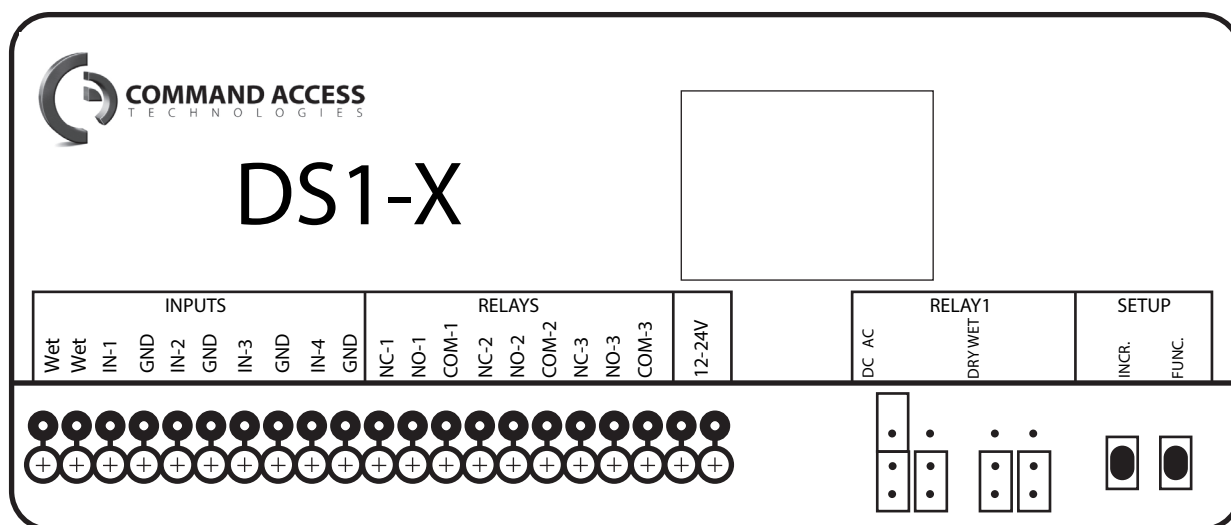 COMMAND ACCESS
TECHNOLOGIES
DS1-X
INPUTS
Wet
Wet
IN-1
GND
IN-2
GND
IN-3
GND
IN-4
GND
RELAYS
NC-1
NO-1
COM-1
NC-2
NO-2
COM-2
NC-3
NO-3
COM-3
12-24V
RELAY1
DC AC
DRY WET
SETUP
INCR.
FUNC.